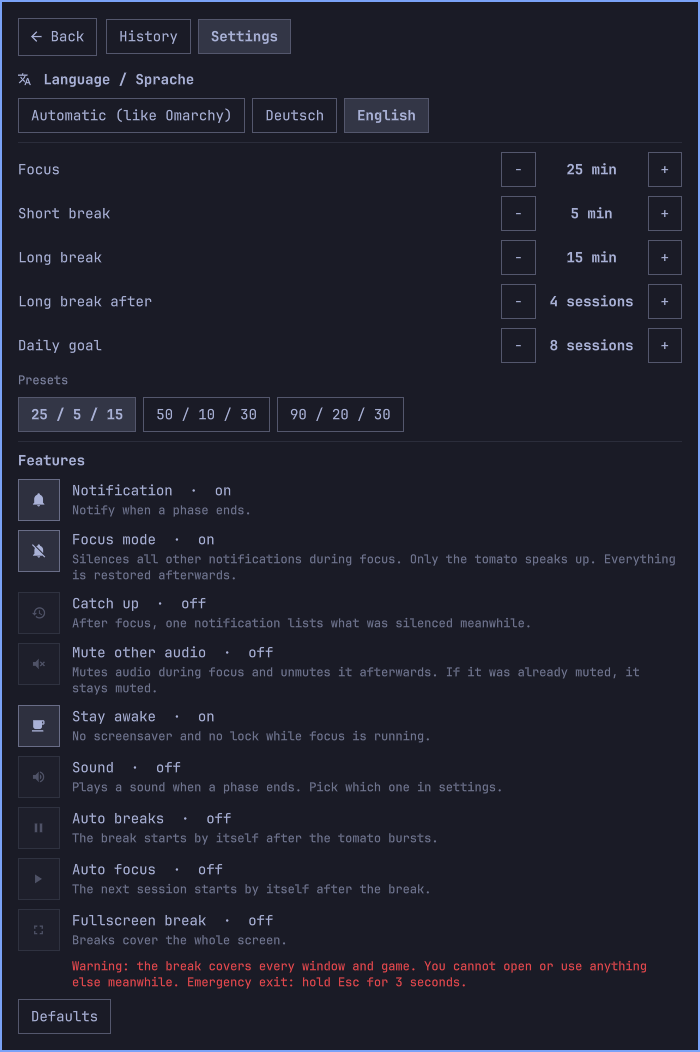 ← Back History Settings
Language / Sprache
Automatic (like Omarchy) Deutsch English
Focus - 25 min +
Short break - 5 min +
Long break - 15 min +
Long break after - 4 sessions +
Daily goal - 8 sessions +
Presets
25 / 5 / 15 50 / 10 / 30 90 / 20 / 30
Features
Notification · on
Notify when a phase ends.
Focus mode · on
Silences all other notifications during focus. Only the tomato speaks up. Everything
is restored afterwards.
Catch up · off
After focus, one notification lists what was silenced meanwhile.
Mute other audio · off
Mutes audio during focus and unmutes it afterwards. If it was already muted, it
stays muted.
Stay awake · on
No screensaver and no lock while focus is running.
Sound · off
Plays a sound when a phase ends. Pick which one in settings.
Auto breaks · off
The break starts by itself after the tomato bursts.
Auto focus · off
The next session starts by itself after the break.
Fullscreen break · off
Breaks cover the whole screen.
Warning: the break covers every window and game. You cannot open or use anything
else meanwhile. Emergency exit: hold Esc for 3 seconds.
Defaults